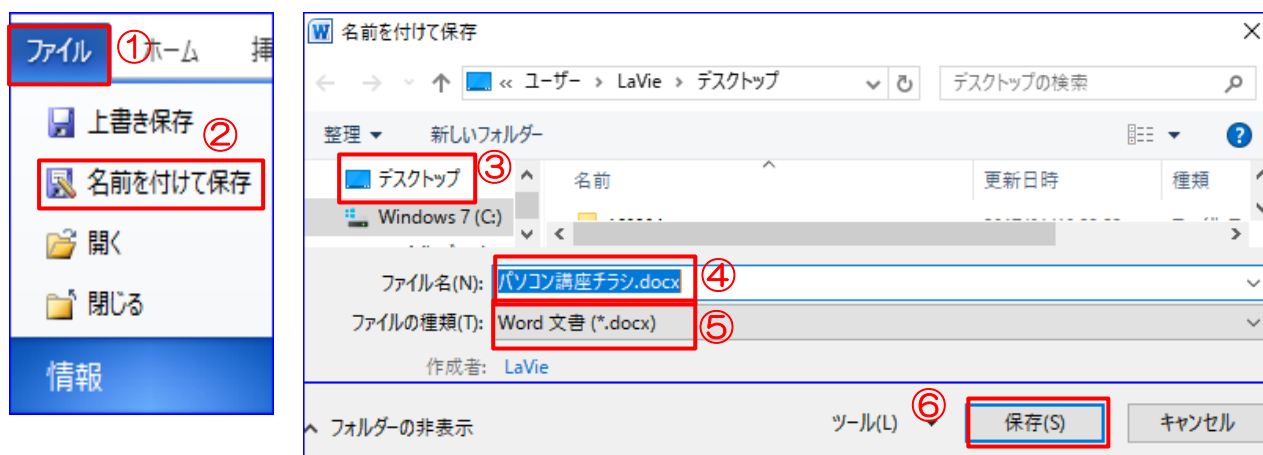 ファイル ① ホーム 挿
上書き保存 ②
名前を付けて保存
開く
閉じる
情報
名前を付けて保存
« ユーザー › LaVie › デスクトップ
デスクトップの検索
整理 新しいフォルダー
デスクトップ ③ 名前 更新日時 種類
Windows 7 (C:)
ファイル名(N): パソコン講座チラシ.docx ④
ファイルの種類(T): Word 文書 (*.docx) ⑤
作成者: LaVie
フォルダーの非表示 ツール(L) ⑥ 保存(S) キャンセル